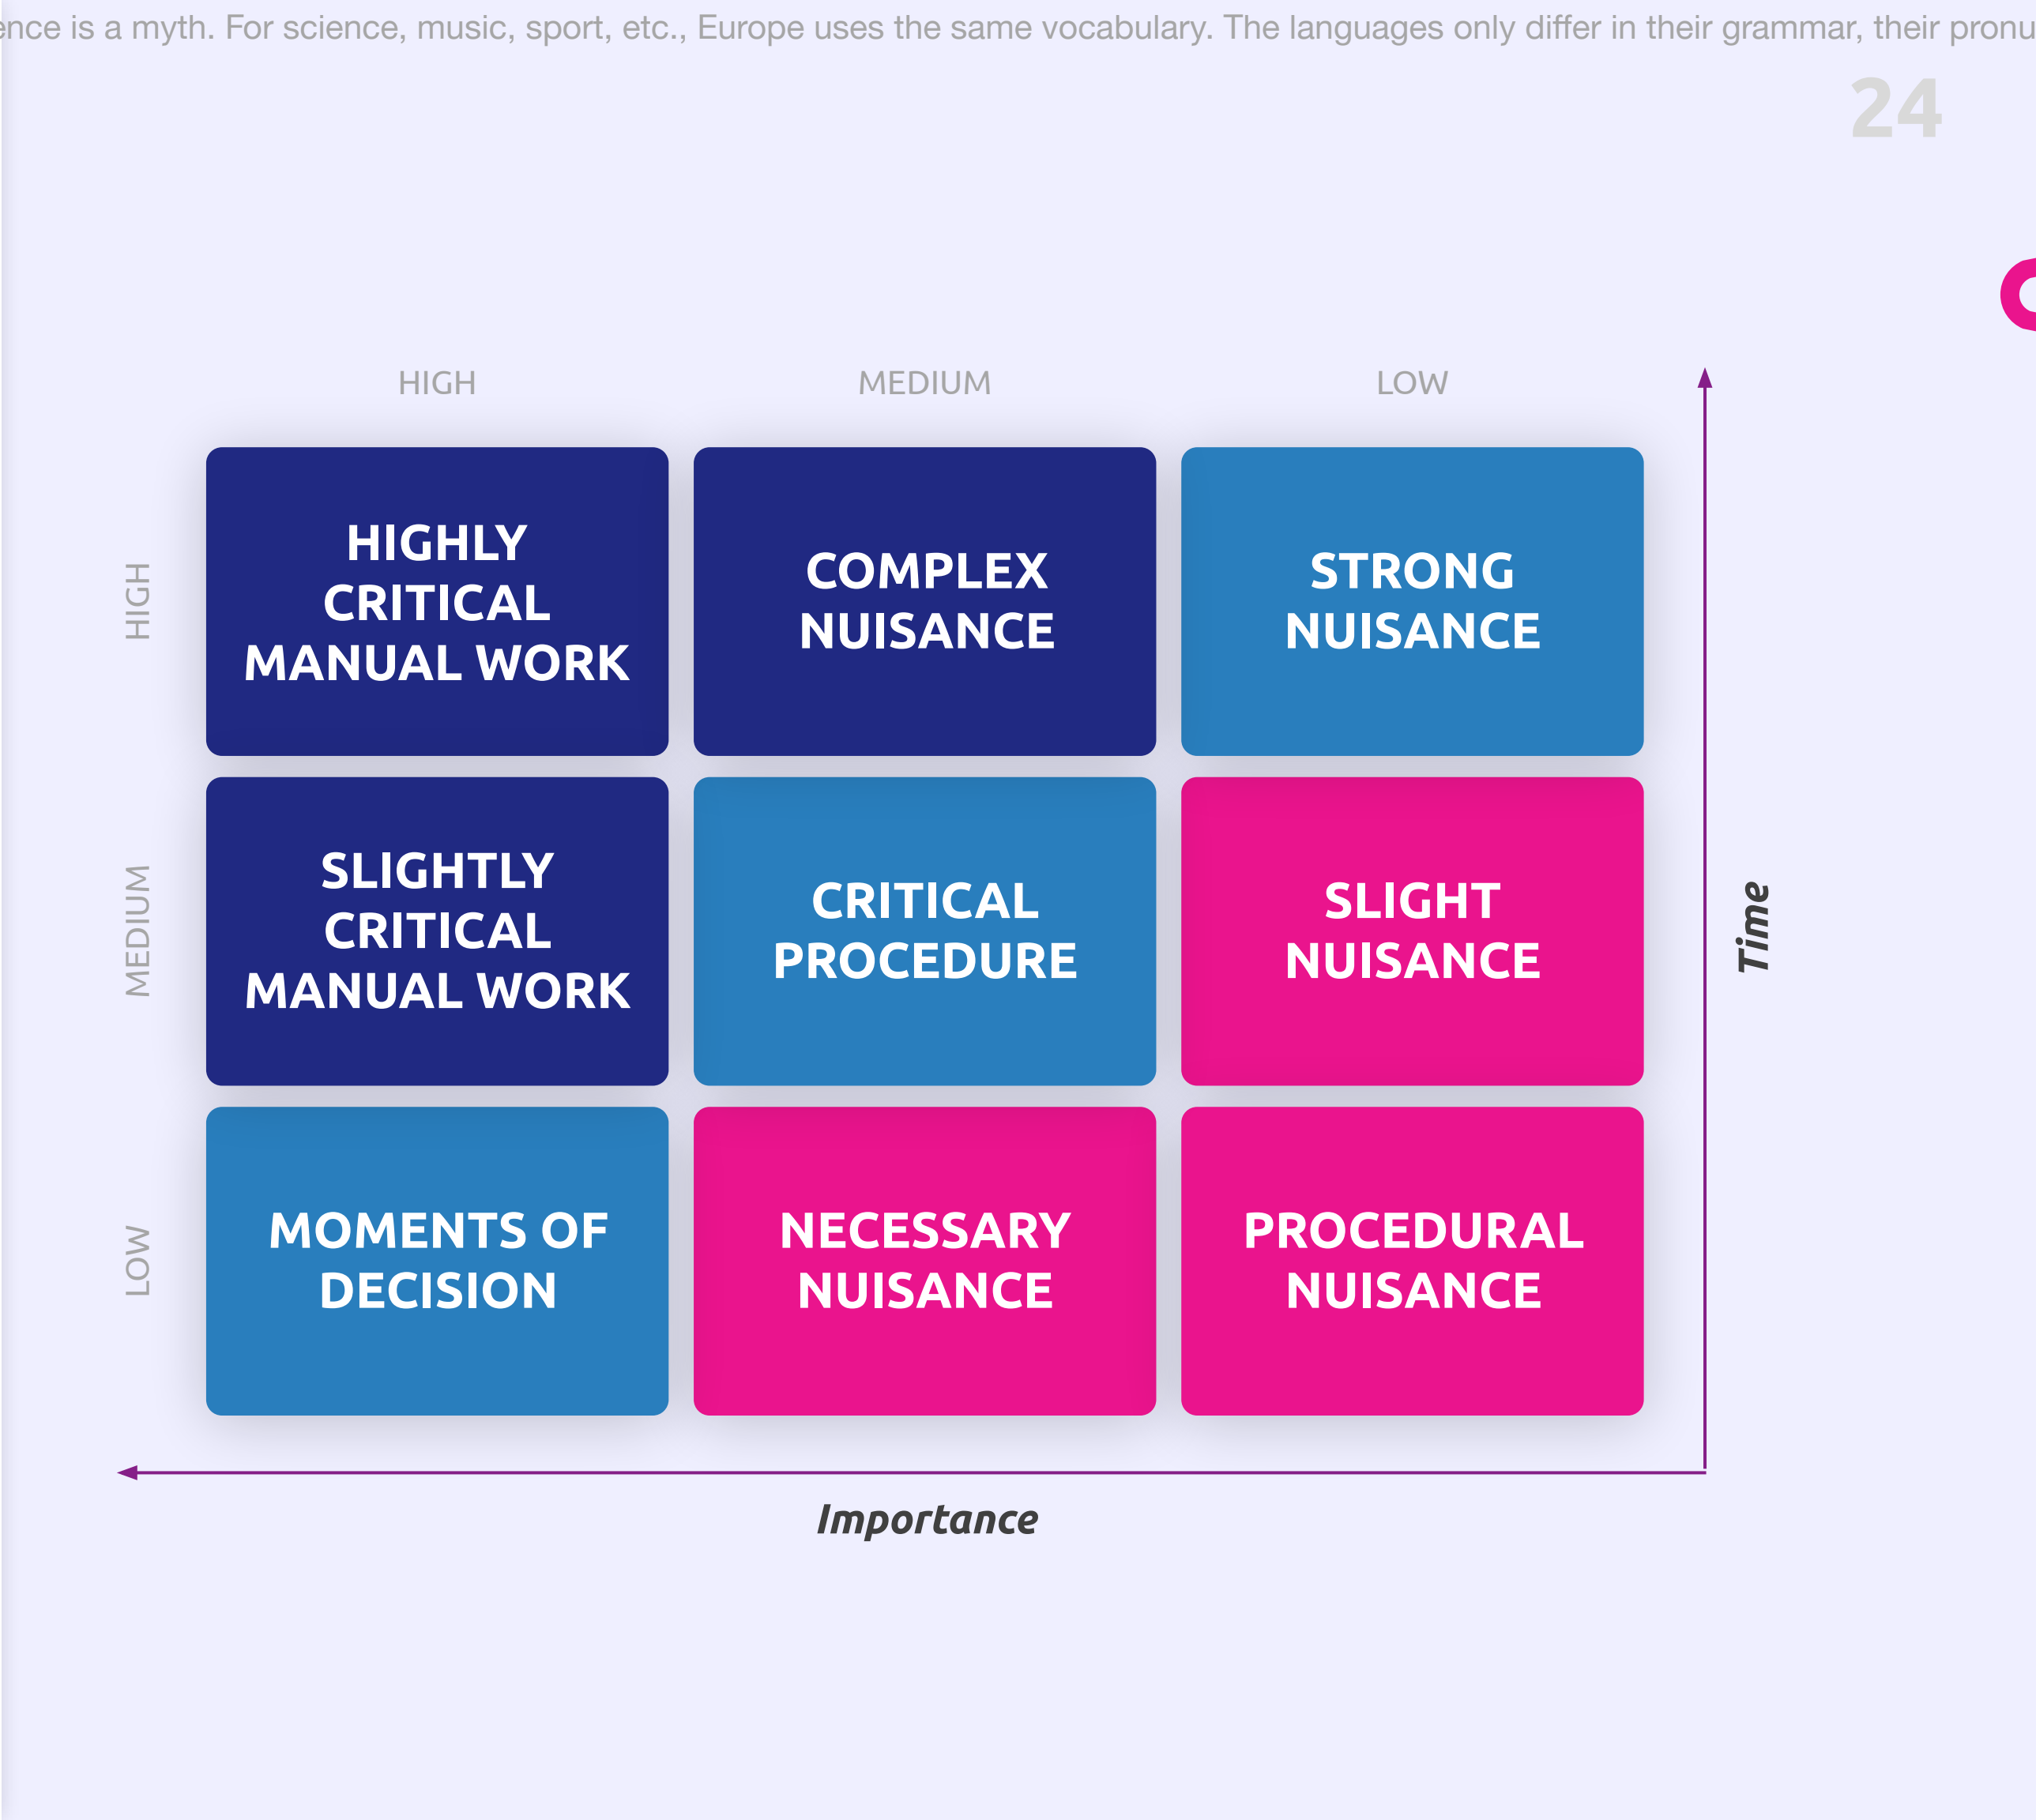 is a myth. For science, music, sport, etc., Europe uses the same vocabulary. The languages only differ in their grammar, their
24
HIGH
MEDIUM
LOW
HIGH
HIGHLY
CRITICAL
MANUAL WORK
COMPLEX
NUISANCE
STRONG
NUISANCE
MEDIUM
SLIGHTLY
CRITICAL
MANUAL WORK
CRITICAL
PROCEDURE
SLIGHT
NUISANCE
Time
LOW
MOMENTS OF
DECISION
NECESSARY
NUISANCE
PROCEDURAL
NUISANCE
Importance